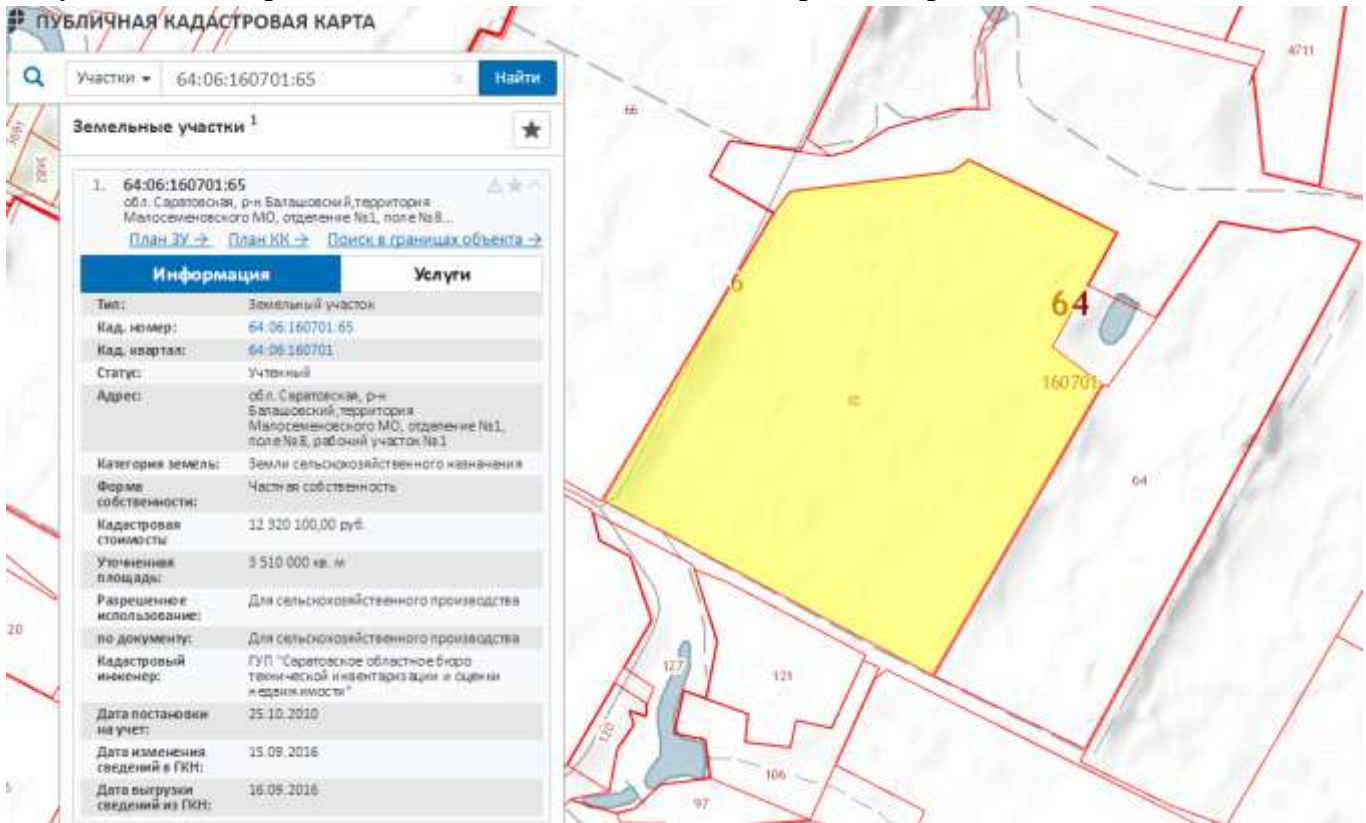 ПУБЛИЧНАЯ КАДАСТРОВАЯ КАРТА
Участки 64:06:160701:65 Найти
Земельные участки 1
1. 64:06:160701:65
обл. Саратовская, р-н Балашовский,территория
Малосеменовского МО, отделение №1, поле №8...
План ЗУ → План КК → Поиск в границах объекта →
Информация Услуги
Тип: Земельный участок
Кад. номер: 64:06:160701:65
Кад. квартал: 64:06:160701
Статус: Учтенный
Адрес: обл. Саратовская, р-н
Балашовский,территория
Малосеменовского МО, отделение №1,
поле №8, рабочий участок №1
Категория земель: Земли сельскохозяйственного назначения
Форма
собственности: Частная собственность
Кадастровая
стоимость: 12 320 100,00 руб.
Уточненная
площадь: 3 510 000 кв. м
Разрешенное
использование: Для сельскохозяйственного производства
по документу: Для сельскохозяйственного производства
Кадастровый
инженер: ГУП "Саратовское областное бюро
технической инвентаризации и оценки
недвижимости"
Дата постановки
на учет: 25.10.2010
Дата изменения
сведений в ГКН: 15.09.2016
Дата выгрузки
сведений из ГКН: 16.09.2016
4711
66
3691
3682
6
64
160701
65
64
20
127
121
120
106
97